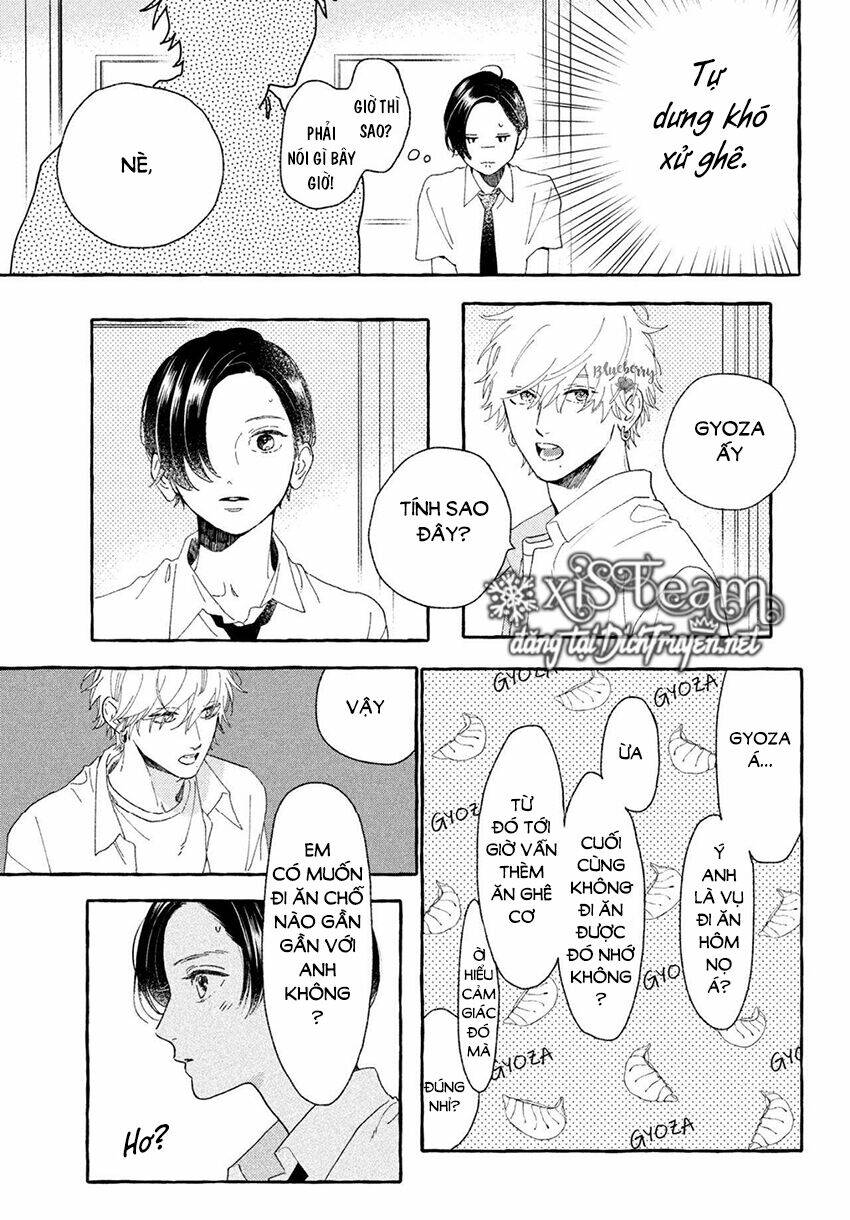 Tự
dưng khó
xử ghê.
GIỜ THÌ
SAO?
PHẢI
NÓI GÌ BÂY
GIỜ!
NÈ,
Blueberry
GYOZA
ẤY
TÍNH SAO
ĐÂY?
xiSTeam
đăng tại DichTruyen.net
GYOZA
GYOZA
GYOZA
GYOZA
GYOZA
GYOZA
GYOZA
Á...
Ý
ANH
LÀ VỤ
ĐI ĂN
HÔM
NỌ
Á?
ỪA
CUỐI
CÙNG
KHÔNG
ĐI ĂN
ĐƯỢC
ĐÓ NHỚ
KHÔNG?
TỪ
ĐÓ TỚI
GIỜ VẪN
THÈM
ĂN GHÊ
CƠ
ỜI
HIỂU
CẢM
GIÁC
ĐÓ
MÀ
ĐÚNG
NHỈ?
VẬY
EM
CÓ MUỐN
ĐI ĂN CHỖ
NÀO GẦN
GẦN VỚI
ANH
KHÔNG
?
Hơ?